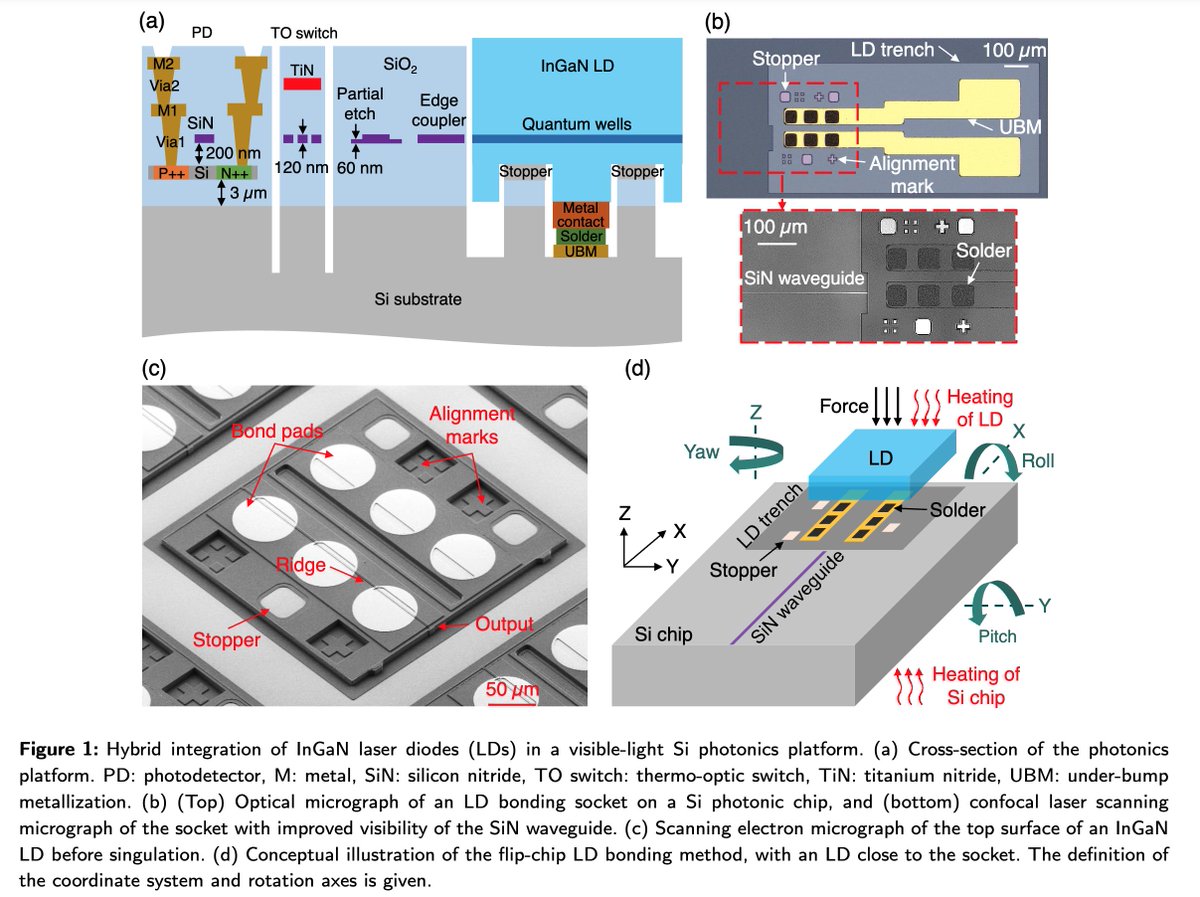 (a)
PD
TO switch
M2
Via2
M1
Via1
SiN
200 nm
P++
Si
N++
3 μm
TiN
120 nm
SiO2
Partial
etch
60 nm
Edge
coupler
InGaN LD
Quantum wells
Stopper
Stopper
Metal
contact
Solder
UBM
Si substrate
(b)
Stopper
LD trench
100 μm
UBM
Alignment
mark
100 μm
Solder
SiN waveguide
(c)
Bond pads
Alignment
marks
Ridge
Stopper
Output
50 μm
(d)
Force
Heating
of LD
Z
Yaw
X
Roll
LD
LD trench
Solder
Z
X
Y
Stopper
SiN waveguide
Y
Pitch
Si chip
Heating of
Si chip
Figure 1: Hybrid integration of InGaN laser diodes (LDs) in a visible-light Si photonics platform. (a) Cross-section of the photonics
platform. PD: photodetector, M: metal, SiN: silicon nitride, TO switch: thermo-optic switch, TiN: titanium nitride, UBM: under-bump
metallization. (b) (Top) Optical micrograph of an LD bonding socket on a Si photonic chip, and (bottom) confocal laser scanning
micrograph of the socket with improved visibility of the SiN waveguide. (c) Scanning electron micrograph of the top surface of an InGaN
LD before singulation. (d) Conceptual illustration of the flip-chip LD bonding method, with an LD close to the socket. The definition of
the coordinate system and rotation axes is given.